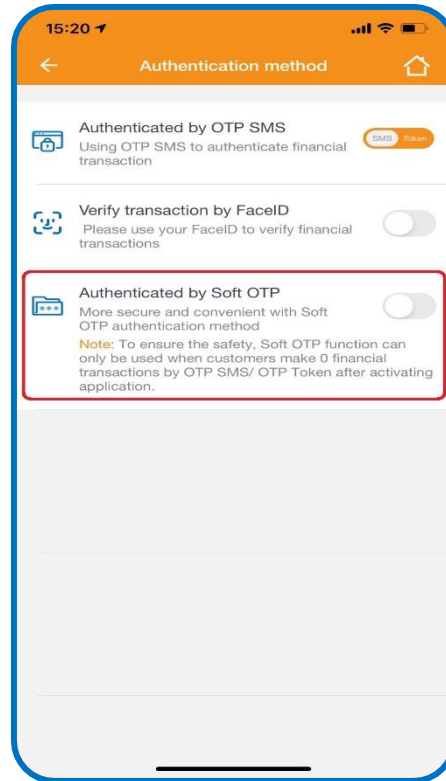 15:20
Authentication method
Authenticated by OTP SMS
Using OTP SMS to authenticate financial
transaction
SMS Token
Verify transaction by FaceID
Please use your FaceID to verify financial
transactions
Authenticated by Soft OTP
More secure and convenient with Soft
OTP authentication method
Note: To ensure the safety, Soft OTP function can
only be used when customers make 0 financial
transactions by OTP SMS/ OTP Token after activating
application.